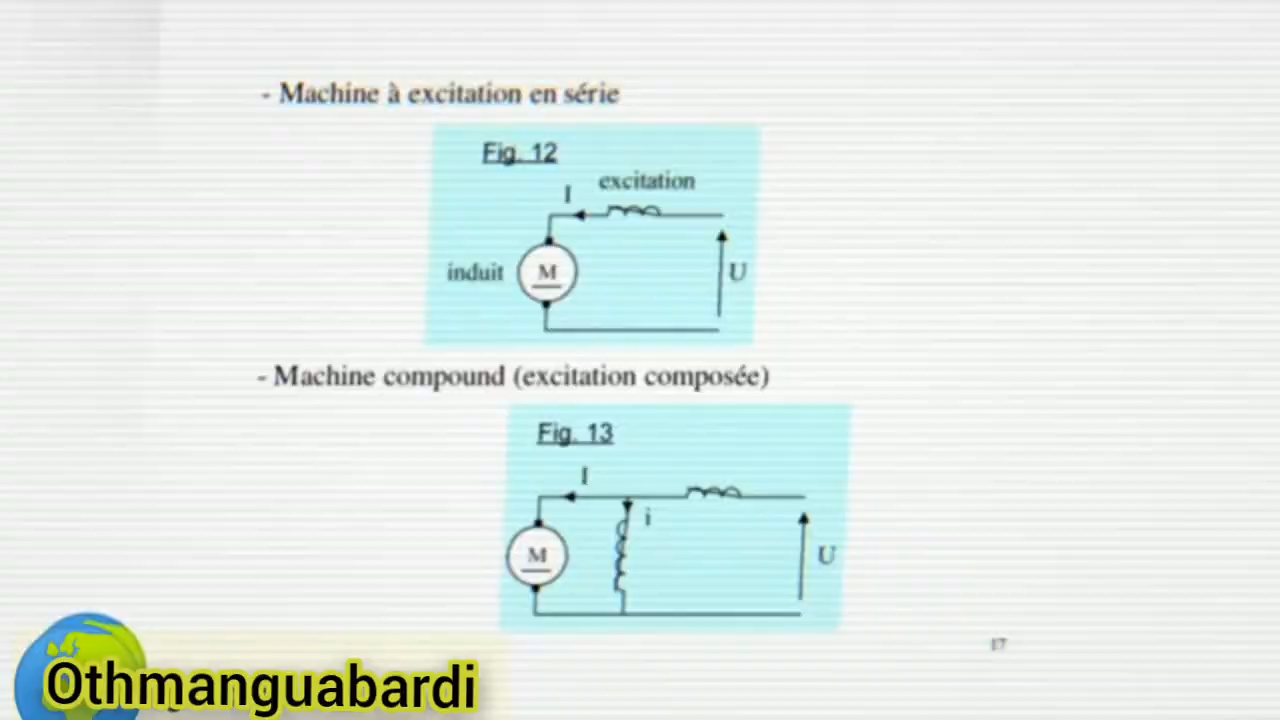 - Machine à excitation en série
Fig. 12
I
excitation
induit
M
U
- Machine compound (excitation composée)
Fig. 13
I
i
M
U
17
Othmanguabardi